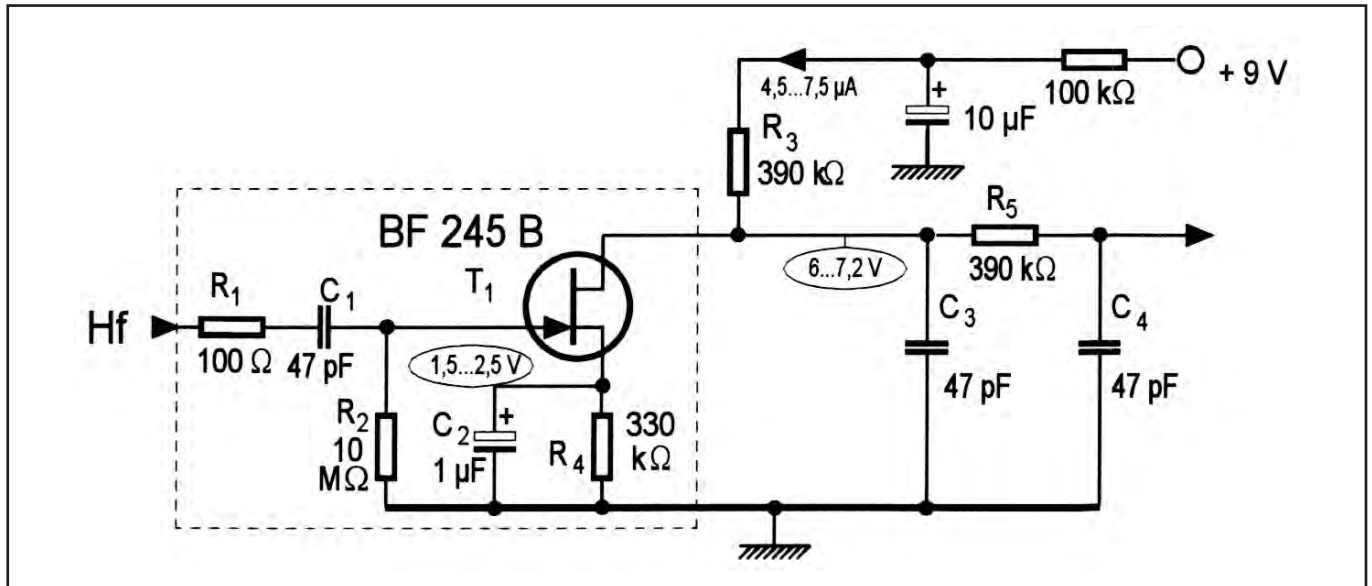 + 9 V
4,5...7,5 µA
+
10 µF
100 kΩ
R3
390 kΩ
BF 245 B
T1
6...7,2 V
R5
390 kΩ
Hf
R1
100 Ω
C1
47 pF
1,5...2,5 V
C3
47 pF
C4
47 pF
R2
10
MΩ
C2
+
1 µF
R4
330
kΩ